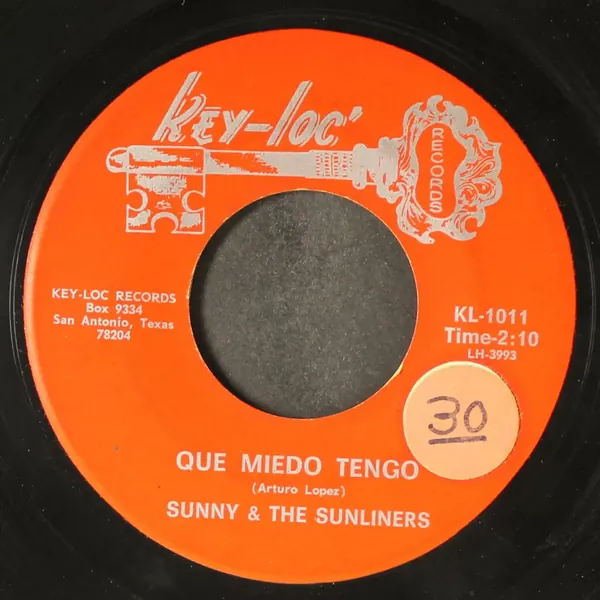 Key-loc'
RECORDS
KEY-LOC RECORDS
Box 9334
San Antonio, Texas
78204
KL-1011
Time-2:10
LH-3993
30
QUE MIEDO TENGO
(Arturo Lopez)
SUNNY & THE SUNLINERS